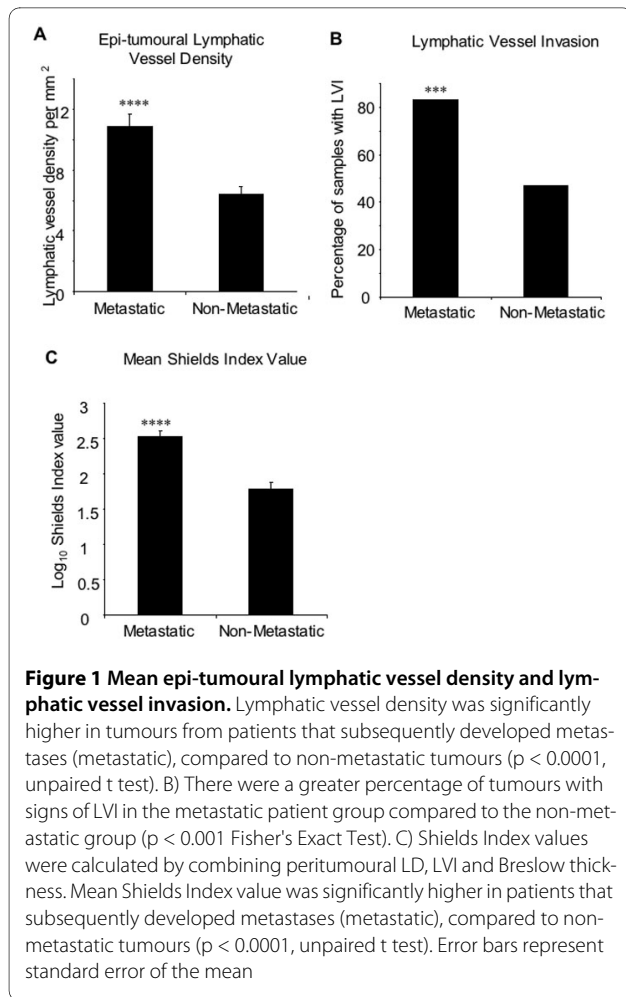 A
Epi-tumoural Lymphatic
Vessel Density
Lymphatic vessel density per mm 2
12
8
4
0
****
Metastatic
Non-Metastatic
B
Lymphatic Vessel Invasion
Percentage of samples with LVI
80
60
40
20
0
***
Metastatic
Non-Metastatic
C
Mean Shields Index Value
Log10 Shields Index value
3
2.5
2
1.5
1
0.5
0
****
Metastatic
Non-Metastatic
Figure 1 Mean epi-tumoural lymphatic vessel density and lym-
phatic vessel invasion. Lymphatic vessel density was significantly
higher in tumours from patients that subsequently developed metas-
tases (metastatic), compared to non-metastatic tumours (p < 0.0001,
unpaired t test). B) There were a greater percentage of tumours with
signs of LVI in the metastatic patient group compared to the non-met-
astatic group (p < 0.001 Fisher's Exact Test). C) Shields Index values
were calculated by combining peritumoural LD, LVI and Breslow thick-
ness. Mean Shields Index value was significantly higher in patients that
subsequently developed metastases (metastatic), compared to non-
metastatic tumours (p < 0.0001, unpaired t test). Error bars represent
standard error of the mean